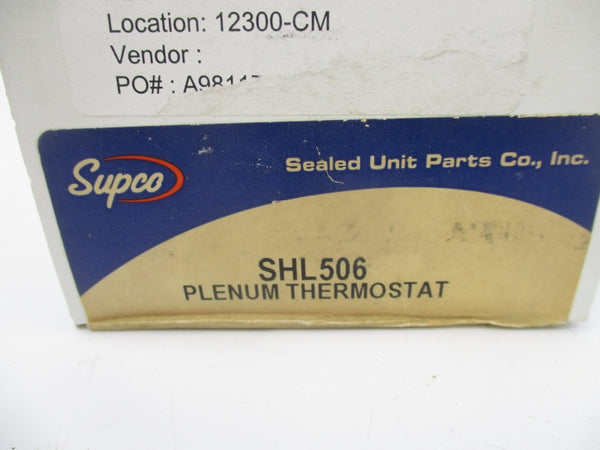 Location: 12300-CM
Vendor :
PO# :
Supco
Sealed Unit Parts Co., Inc.
SHL506
PLENUM THERMOSTAT